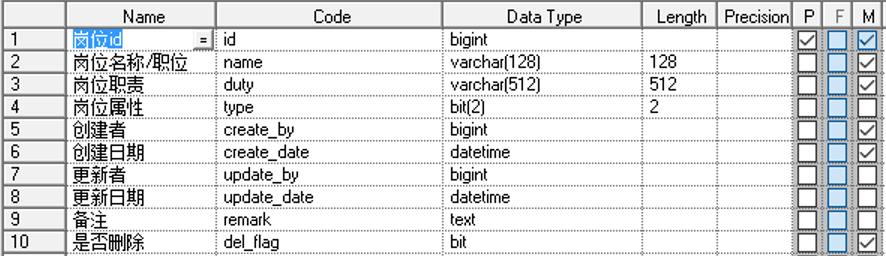 Name Code Data Type Length Precision P F M
1 岗位id = id bigint
2 岗位名称/职位 name varchar(128) 128
3 岗位职责 duty varchar(512) 512
4 岗位属性 type bit(2) 2
5 创建者 create_by bigint
6 创建日期 create_date datetime
7 更新者 update_by bigint
8 更新日期 update_date datetime
9 备注 remark text
10 是否删除 del_flag bit